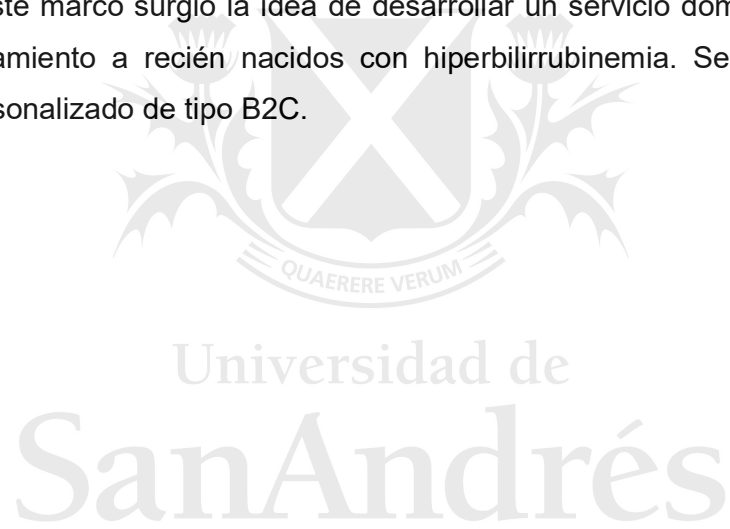 ste marco surgió la idea de desarrollar un servicio dom
amiento a recién nacidos con hiperbilirrubinemia. Se
sonalizado de tipo B2C.
QUAERERE VERUM
Universidad de
SanAndrés